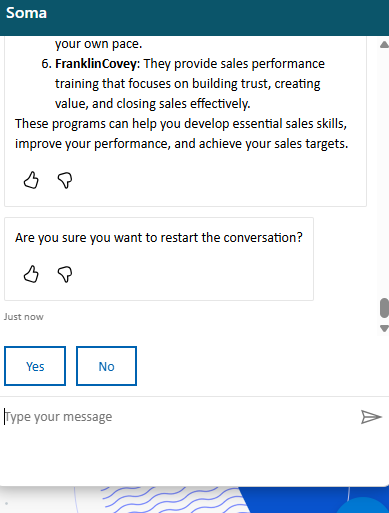 Soma
your own pace.
6. FranklinCovey: They provide sales performance
training that focuses on building trust, creating
value, and closing sales effectively.
These programs can help you develop essential sales skills,
improve your performance, and achieve your sales targets.
Are you sure you want to restart the conversation?
Just now
Yes No
Type your message